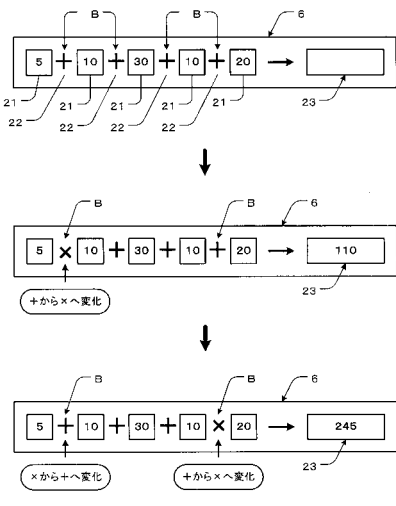 B B 6
5 + 10 + 30 + 10 + 20 →
21 21 21 21 21 23
22 22 22 22
↓
B B 6
5 × 10 + 30 + 10 + 20 → 110
23
+から×へ変化
↓
B B 6
5 + 10 + 30 + 10 × 20 → 245
23
×から+へ変化 +から×へ変化